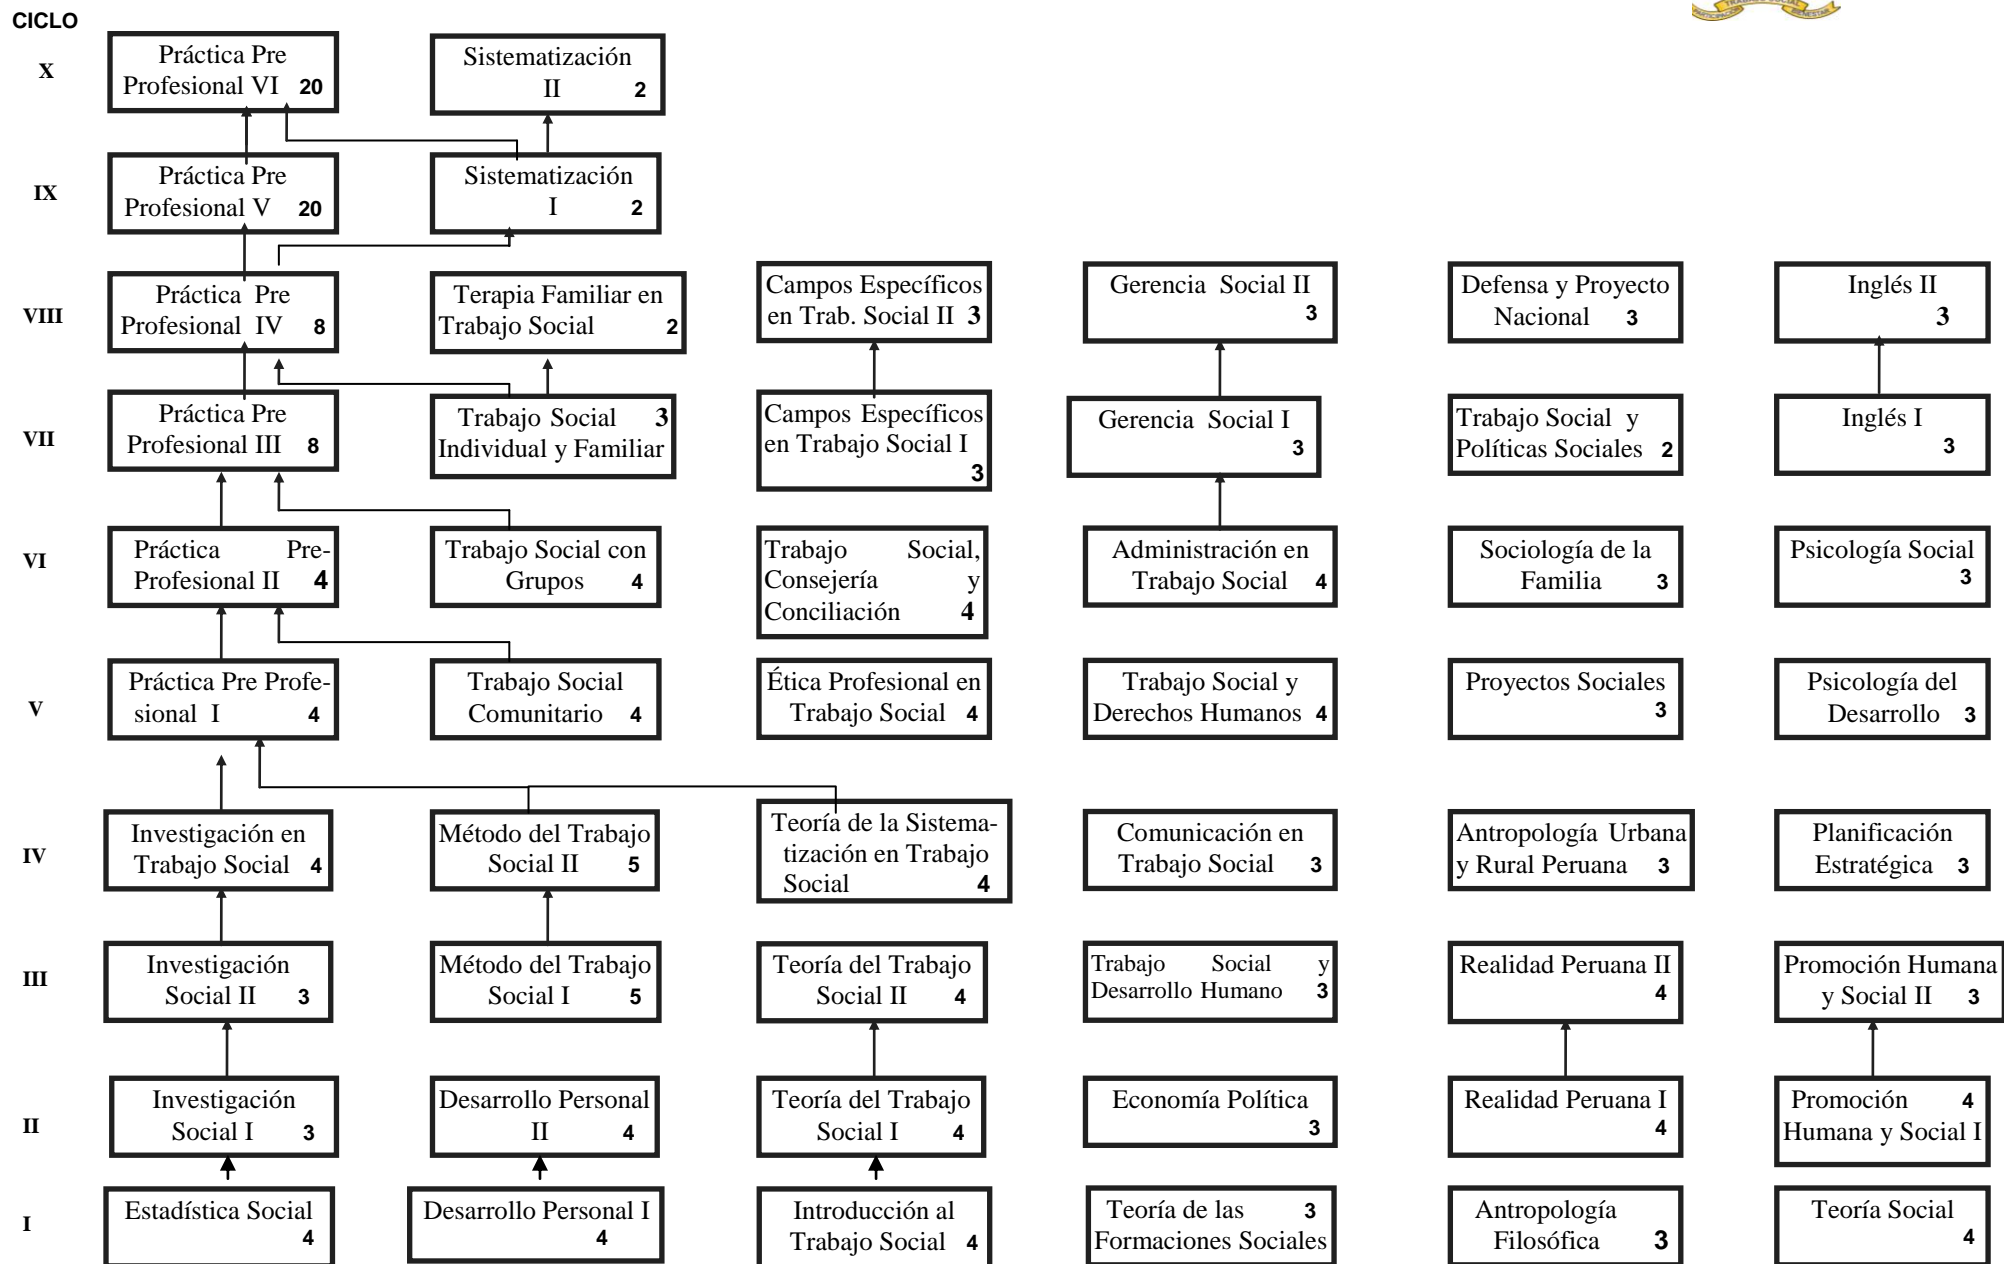 TRABAJO SOCIAL
PARTICIPACIÓN
BIENESTAR
CICLO
X
Práctica Pre
Profesional VI 20
Sistematización
II 2
IX
Práctica Pre
Profesional V 20
Sistematización
I 2
VIII
Práctica Pre
Profesional IV 8
Terapia Familiar en
Trabajo Social 2
Campos Específicos
en Trab. Social II 3
Gerencia Social II
3
Defensa y Proyecto
Nacional 3
Inglés II
3
VII
Práctica Pre
Profesional III 8
Trabajo Social 3
Individual y Familiar
Campos Específicos
en Trabajo Social I
3
Gerencia Social I
3
Trabajo Social y
Políticas Sociales 2
Inglés I
3
VI
Práctica Pre-
Profesional II 4
Trabajo Social con
Grupos 4
Trabajo Social,
Consejería y
Conciliación 4
Administración en
Trabajo Social 4
Sociología de la
Familia 3
Psicología Social
3
V
Práctica Pre Profe-
sional I 4
Trabajo Social
Comunitario 4
Ética Profesional en
Trabajo Social 4
Trabajo Social y
Derechos Humanos 4
Proyectos Sociales
3
Psicología del
Desarrollo 3
IV
Investigación en
Trabajo Social 4
Método del Trabajo
Social II 5
Teoría de la Sistema-
tización en Trabajo
Social 4
Comunicación en
Trabajo Social 3
Antropología Urbana
y Rural Peruana 3
Planificación
Estratégica 3
III
Investigación
Social II 3
Método del Trabajo
Social I 5
Teoría del Trabajo
Social II 4
Trabajo Social y
Desarrollo Humano 3
Realidad Peruana II
4
Promoción Humana
y Social II 3
II
Investigación
Social I 3
Desarrollo Personal
II 4
Teoría del Trabajo
Social I 4
Economía Política
3
Realidad Peruana I
4
Promoción 4
Humana y Social I
I
Estadística Social
4
Desarrollo Personal I
4
Introducción al
Trabajo Social 4
Teoría de las 3
Formaciones Sociales
Antropología
Filosófica 3
Teoría Social
4